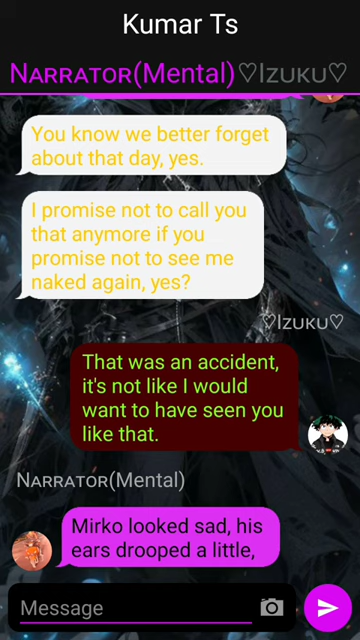 Kumar Ts
Narrator(Mental) ♡Izuku♡
You know we better forget
about that day, yes.
I promise not to call you
that anymore if you
promise not to see me
naked again, yes?
♡Izuku♡
That was an accident,
it's not like I would
want to have seen you
like that.
Narrator(Mental)
Mirko looked sad, his
ears drooped a little,
Message